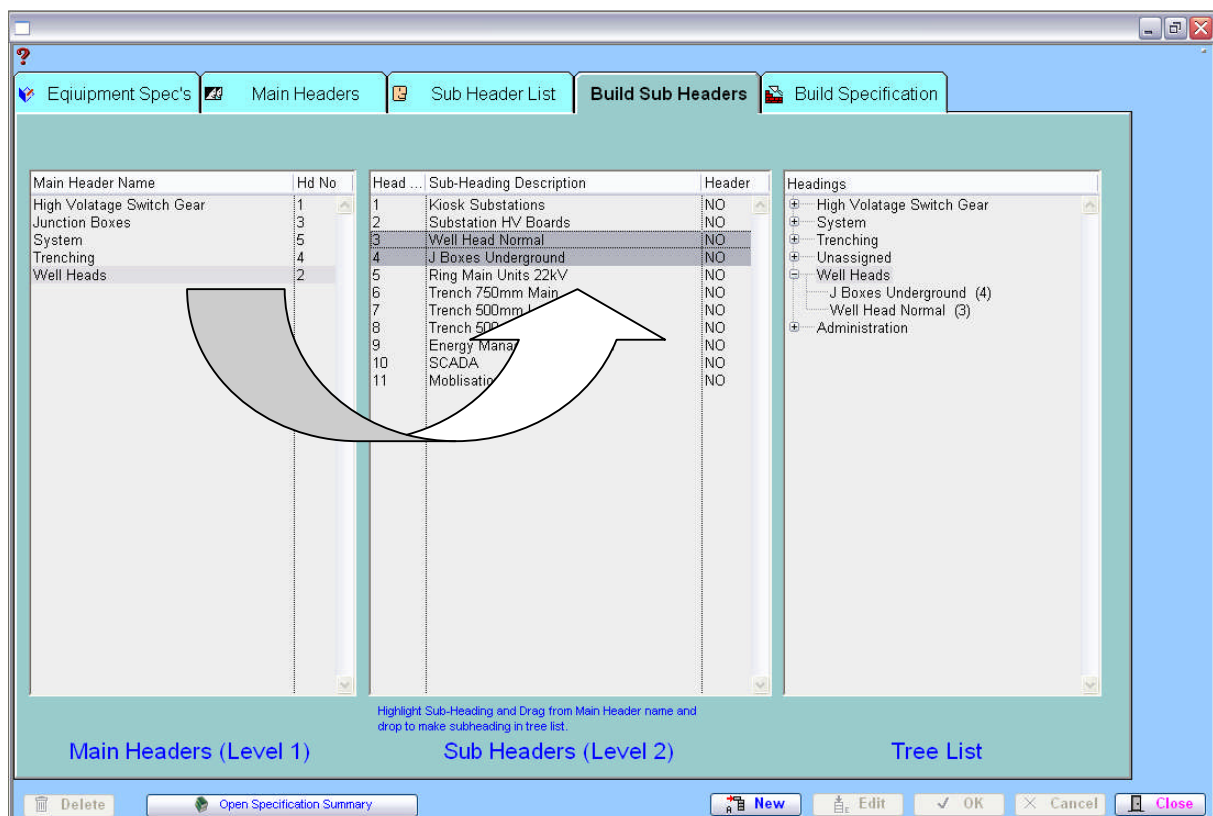 ?
Eqiuipment Spec's Main Headers Sub Header List Build Sub Headers Build Specification
Main Header Name Hd No
High Volatage Switch Gear 1
Junction Boxes 3
System 5
Trenching 4
Well Heads 2
Head ... Sub-Heading Description Header
1 Kiosk Substations NO
2 Substation HV Boards NO
3 Well Head Normal NO
4 J Boxes Underground NO
5 Ring Main Units 22kV NO
6 Trench 750mm Main NO
7 Trench 500mm NO
8 Trench NO
9 Energy NO
10 SCADA NO
11 NO
Headings
High Volatage Switch Gear
System
Trenching
Unassigned
Well Heads
J Boxes Underground (4)
Well Head Normal (3)
Administration
Highlight Sub-Heading and Drag from Main Header name and
drop to make subheading in tree list.
Main Headers (Level 1) Sub Headers (Level 2) Tree List
Delete Open Specification Summary New Edit OK Cancel Close